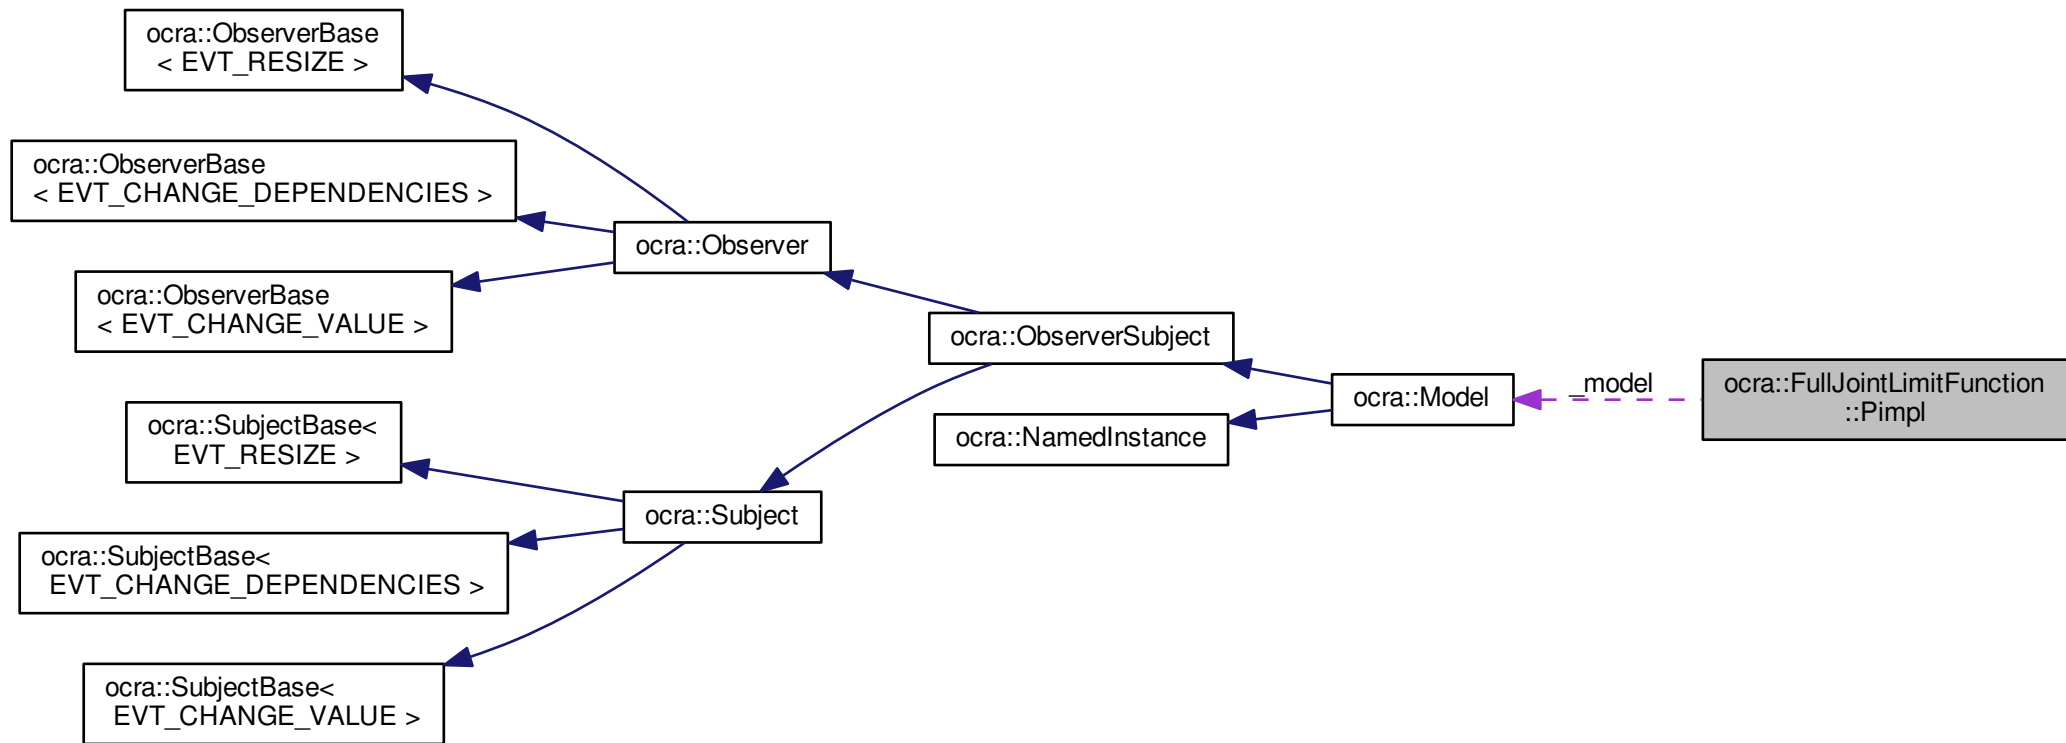 ocra::ObserverBase
< EVT_RESIZE >
ocra::ObserverBase
< EVT_CHANGE_DEPENDENCIES >
ocra::Observer
ocra::ObserverBase
< EVT_CHANGE_VALUE >
ocra::ObserverSubject
ocra::Model
_model
ocra::FullJointLimitFunction
::Pimpl
ocra::NamedInstance
ocra::SubjectBase<
EVT_RESIZE >
ocra::Subject
ocra::SubjectBase<
EVT_CHANGE_DEPENDENCIES >
ocra::SubjectBase<
EVT_CHANGE_VALUE >